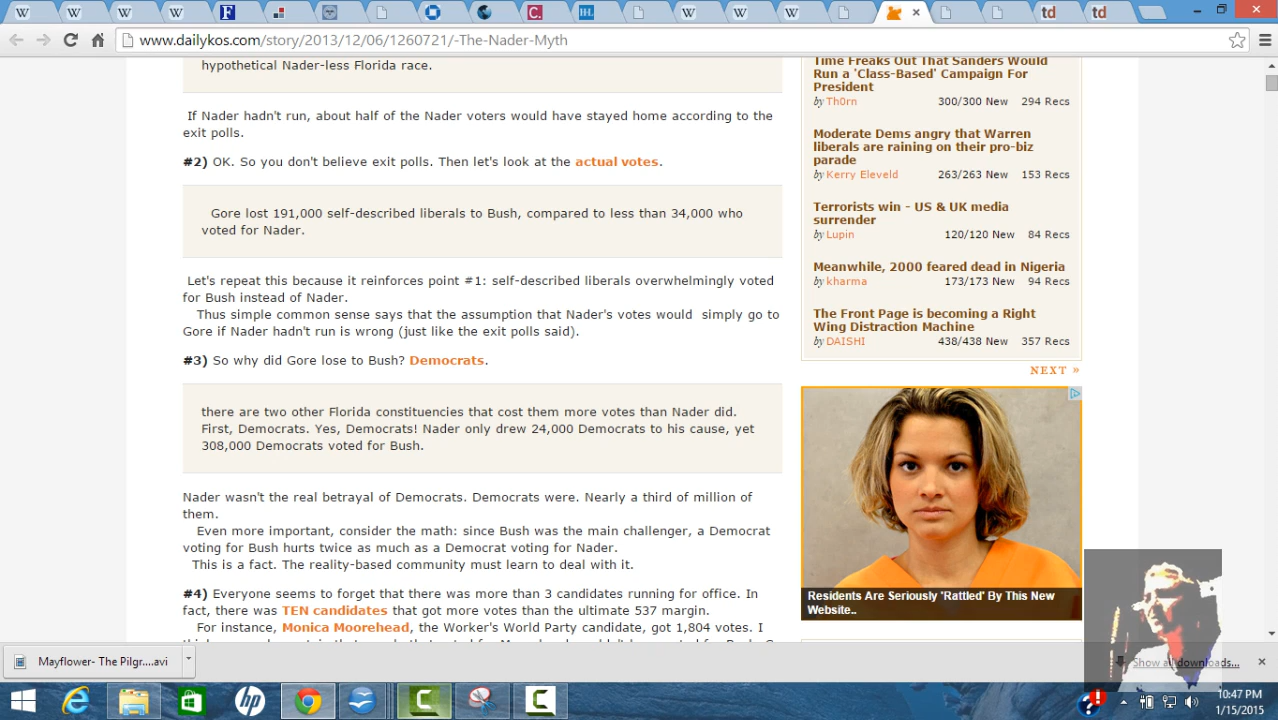 www.dailykos.com/story/2013/12/06/1260721/-The-Nader-Myth
hypothetical Nader-less Florida race.
If Nader hadn't run, about half of the Nader voters would have stayed home according to the
exit polls.
#2) OK. So you don't believe exit polls. Then let's look at the actual votes.
Gore lost 191,000 self-described liberals to Bush, compared to less than 34,000 who
voted for Nader.
Let's repeat this because it reinforces point #1: self-described liberals overwhelmingly voted
for Bush instead of Nader.
Thus simple common sense says that the assumption that Nader's votes would simply go to
Gore if Nader hadn't run is wrong (just like the exit polls said).
#3) So why did Gore lose to Bush? Democrats.
there are two other Florida constituencies that cost them more votes than Nader did.
First, Democrats. Yes, Democrats! Nader only drew 24,000 Democrats to his cause, yet
308,000 Democrats voted for Bush.
Nader wasn't the real betrayal of Democrats. Democrats were. Nearly a third of million of
them.
Even more important, consider the math: since Bush was the main challenger, a Democrat
voting for Bush hurts twice as much as a Democrat voting for Nader.
This is a fact. The reality-based community must learn to deal with it.
#4) Everyone seems to forget that there was more than 3 candidates running for office. In
fact, there was TEN candidates that got more votes than the ultimate 537 margin.
For instance, Monica Moorehead, the Worker's World Party candidate, got 1,804 votes. I
Time Freaks Out That Sanders Would
Run a 'Class-Based' Campaign For
President
by Th0rn 300/300 New 294 Recs
Moderate Dems angry that Warren
liberals are raining on their pro-biz
parade
by Kerry Eleveld 263/263 New 153 Recs
Terrorists win - US & UK media
surrender
by Lupin 120/120 New 84 Recs
Meanwhile, 2000 feared dead in Nigeria
by kharma 173/173 New 94 Recs
The Front Page is becoming a Right
Wing Distraction Machine
by DAISHI 438/438 New 357 Recs
NEXT »
Residents Are Seriously 'Rattled' By This New
Website..
Mayflower- The Pilgr....avi
Show all downloads...
10:47 PM
1/15/2015